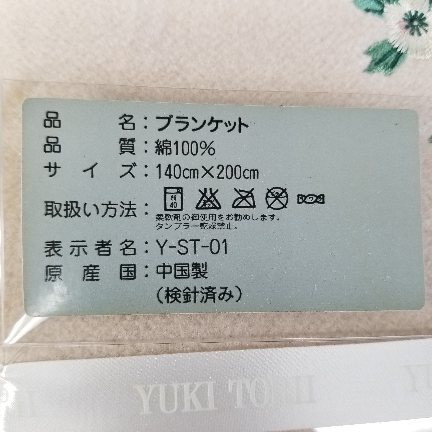 品名：ブランケット
品質：綿100％
サイズ：140cm×200cm
取扱い方法：
柔軟剤の御使用をお勧めします。
タンブラー乾燥禁止。
表示者名：Y-ST-01
原産国：中国製
（検針済み）
YUKI TO II